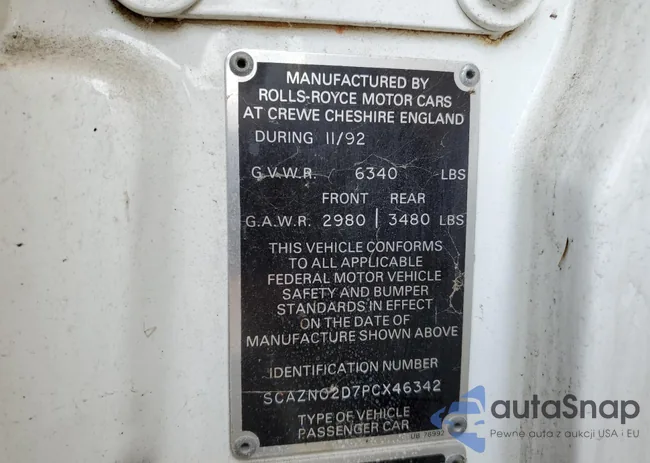 MANUFACTURED BY
ROLLS-ROYCE MOTOR CARS
AT CREWE CHESHIRE ENGLAND
DURING 11/92
G.V.W.R. 6340 LBS
FRONT REAR
G.A.W.R. 2980 | 3480 LBS
THIS VEHICLE CONFORMS
TO ALL APPLICABLE
FEDERAL MOTOR VEHICLE
SAFETY AND BUMPER
STANDARDS IN EFFECT
ON THE DATE OF
MANUFACTURE SHOWN ABOVE
IDENTIFICATION NUMBER
SCAZN02D7PCX46342
TYPE OF VEHICLE
PASSENGER CAR
autaSnap
Pewne auta z aukcji USA i EU